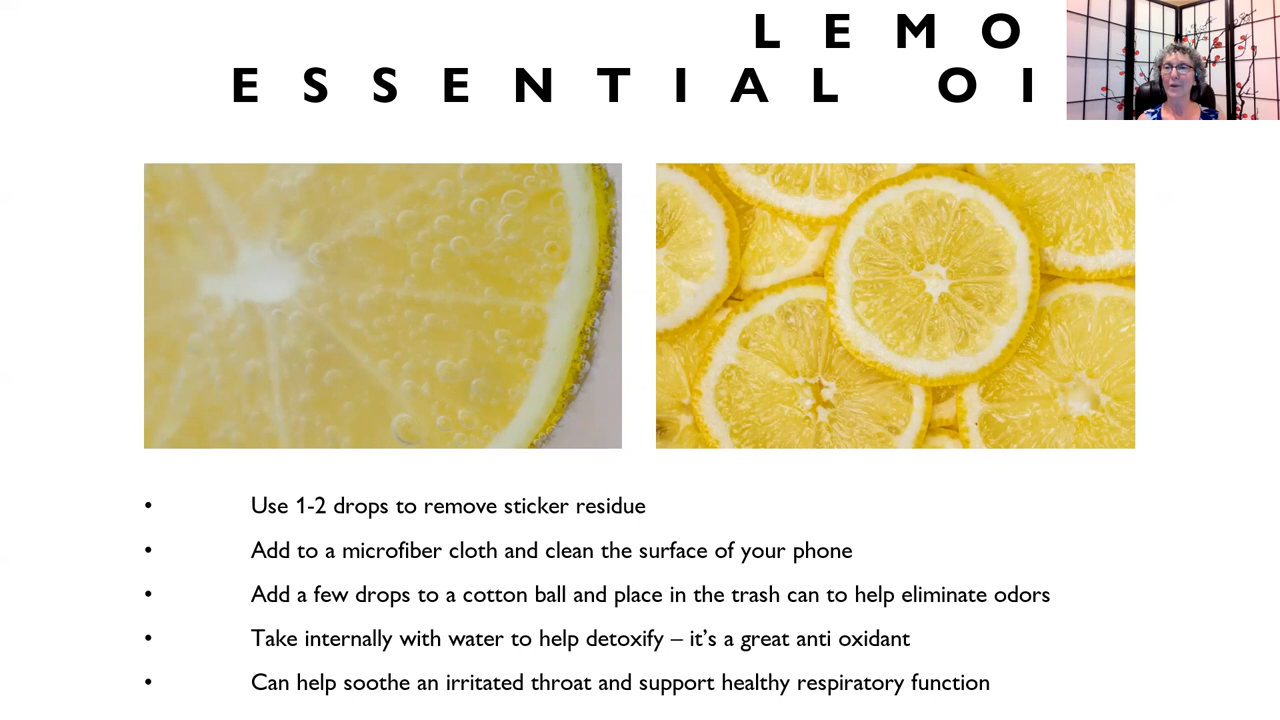 LEMO
ESSENTIAL OI
• Use 1-2 drops to remove sticker residue
• Add to a microfiber cloth and clean the surface of your phone
• Add a few drops to a cotton ball and place in the trash can to help eliminate odors
• Take internally with water to help detoxify – it's a great anti oxidant
• Can help soothe an irritated throat and support healthy respiratory function